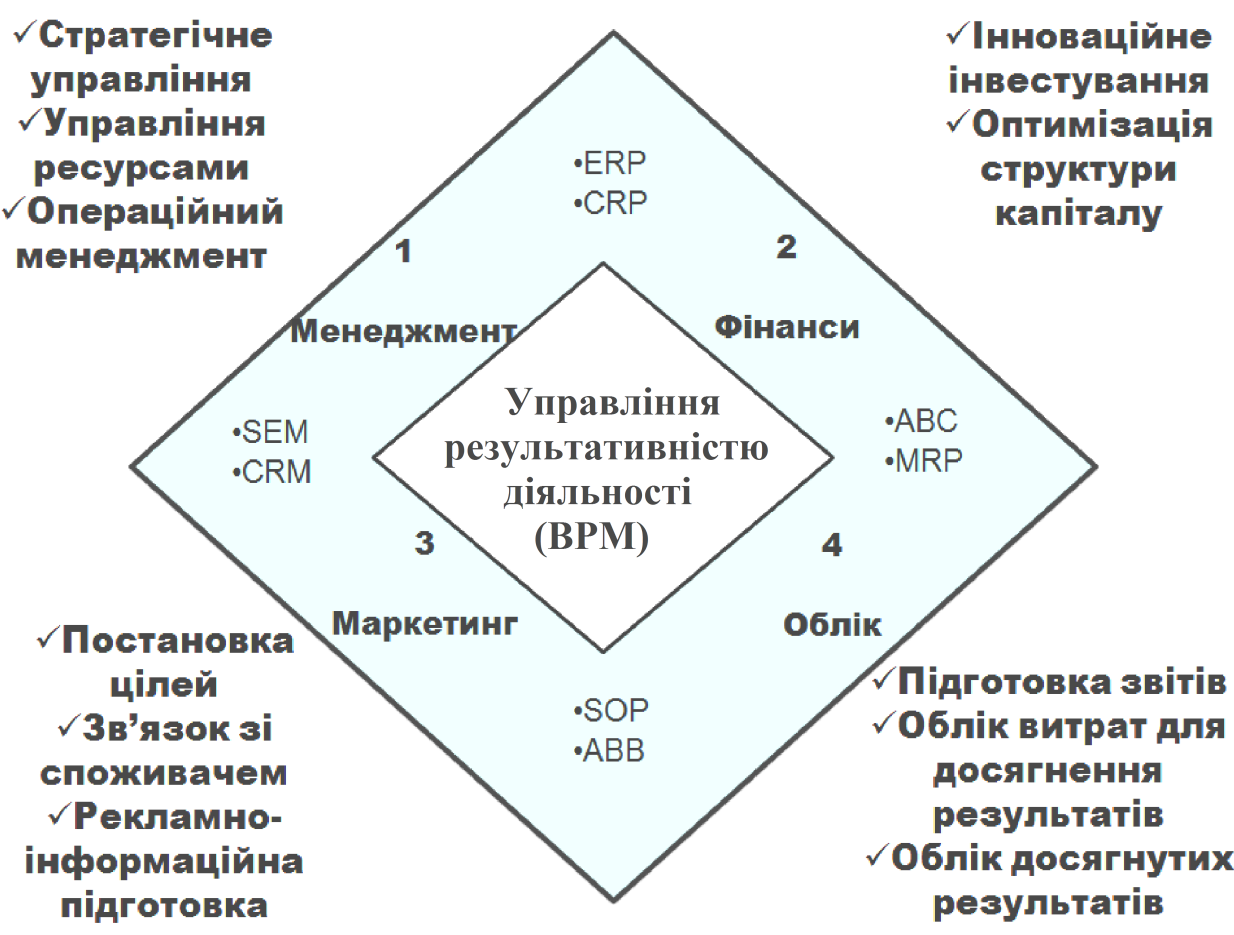 ✓Стратегічне
управління
✓Управління
ресурсами
✓Операційний
менеджмент
✓Інноваційне
інвестування
✓Оптимізація
структури
капіталу
•ERP
•CRP
1
2
Менеджмент
Фінанси
•SEM
•CRM
Управління
результативністю
діяльності
(ВРМ)
•ABC
•MRP
3
4
Маркетинг
Облік
•SOP
•ABB
✓Постановка
цілей
✓Зв’язок зі
споживачем
✓Рекламно-
інформаційна
підготовка
✓Підготовка звітів
✓Облік витрат для
досягнення
результатів
✓Облік досягнутих
результатів